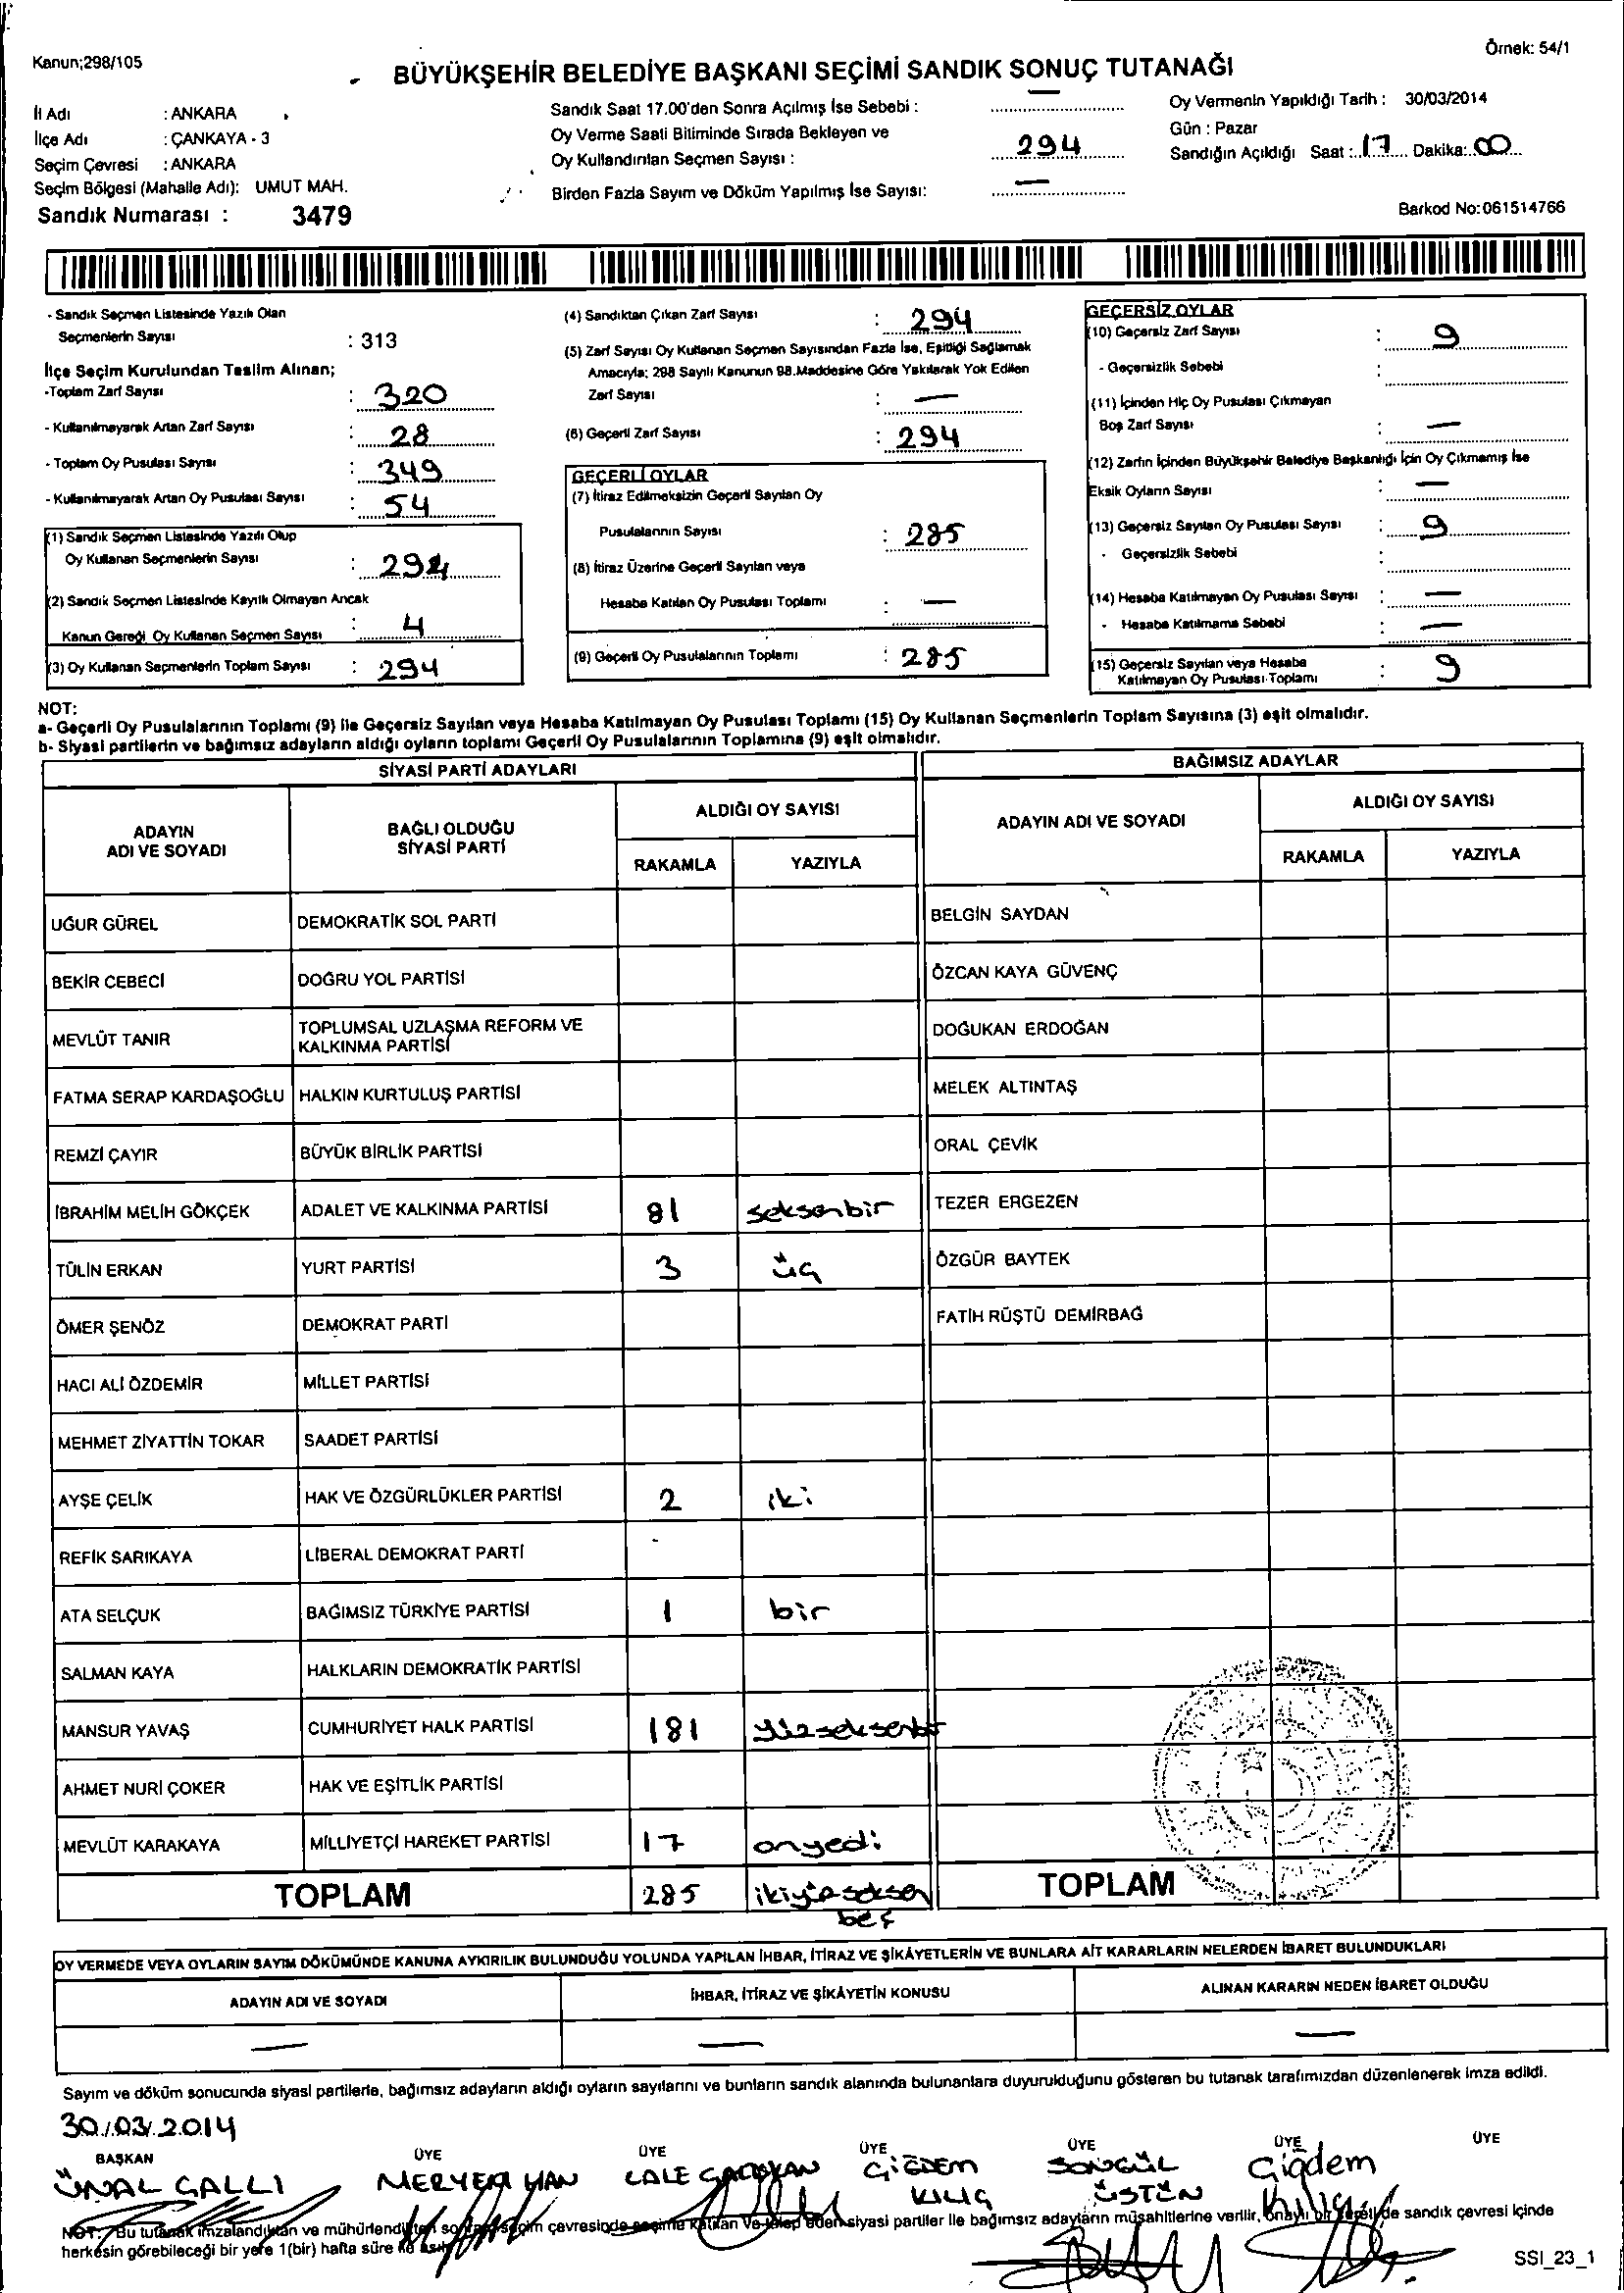 Kanun;298/105
Örnek: 54/1
BÜYÜKŞEHİR BELEDİYE BAŞKANI SEÇİMİ SANDIK SONUÇ TUTANAĞI
İl Adı : ANKARA
İlçe Adı : ÇANKAYA - 3
Seçim Çevresi : ANKARA
Seçim Bölgesi (Mahalle Adı): UMUT MAH.
Sandık Numarası : 3479
Sandık Saat 17.00'den Sonra Açılmış İse Sebebi : —
Oy Verme Saati Bitiminde Sırada Bekleyen ve
Oy Kullandırılan Seçmen Sayısı : 294
Birden Fazla Sayım ve Döküm Yapılmış İse Sayısı: —
Oy Vermenin Yapıldığı Tarih : 30/03/2014
Gün : Pazar
Sandığın Açıldığı Saat : 17 Dakika: 00
Barkod No:061514766
- Sandık Seçmen Listesinde Yazılı Olan
Seçmenlerin Sayısı : 313
İlçe Seçim Kurulundan Teslim Alınan;
-Toplam Zarf Sayısı : 320
- Kullanılmayarak Artan Zarf Sayısı : 28
- Toplam Oy Pusulası Sayısı : 349
- Kullanılmayarak Artan Oy Pusulası Sayısı : 54
(1) Sandık Seçmen Listesinde Yazılı Olup
Oy Kullanan Seçmenlerin Sayısı : 294
(2) Sandık Seçmen Listesinde Kayıtlı Olmayan Ancak
Kanun Gereği Oy Kullanan Seçmen Sayısı : 4
(3) Oy Kullanan Seçmenlerin Toplam Sayısı : 294
(4) Sandıktan Çıkan Zarf Sayısı : 294
(5) Zarf Sayısı Oy Kullanan Seçmen Sayısından Fazla İse, Eşitliği Sağlamak
Amacıyla; 298 Sayılı Kanunun 98.Maddesine Göre Yakılarak Yok Edilen
Zarf Sayısı : —
(6) Geçerli Zarf Sayısı : 294
GEÇERLİ OYLAR
(7) İtiraz Edilmeksizin Geçerli Sayılan Oy
Pusulalarının Sayısı : 285
(8) İtiraz Üzerine Geçerli Sayılan veya
Hesaba Katılan Oy Pusulası Toplamı : —
(9) Geçerli Oy Pusulalarının Toplamı : 285
GEÇERSİZ OYLAR
(10) Geçersiz Zarf Sayısı : 9
- Geçersizlik Sebebi :
(11) İçinden Hiç Oy Pusulası Çıkmayan
Boş Zarf Sayısı : —
(12) Zarfın İçinden Büyükşehir Belediye Başkanlığı İçin Oy Çıkmamış İse
Eksik Oyların Sayısı : —
(13) Geçersiz Sayılan Oy Pusulası Sayısı : 9
- Geçersizlik Sebebi :
(14) Hesaba Katılmayan Oy Pusulası Sayısı : —
- Hesaba Katılmama Sebebi : —
(15) Geçersiz Sayılan veya Hesaba
Katılmayan Oy Pusulası Toplamı : 9
NOT:
a- Geçerli Oy Pusulalarının Toplamı (9) ile Geçersiz Sayılan veya Hesaba Katılmayan Oy Pusulası Toplamı (15) Oy Kullanan Seçmenlerin Toplam Sayısına (3) eşit olmalıdır.
b- Siyasi partilerin ve bağımsız adayların aldığı oyların toplamı Geçerli Oy Pusulalarının Toplamına (9) eşit olmalıdır.
SİYASİ PARTİ ADAYLARI
ADAYIN
ADI VE SOYADI
BAĞLI OLDUĞU
SİYASİ PARTİ
ALDIĞI OY SAYISI
RAKAMLA YAZIYLA
UĞUR GÜREL DEMOKRATİK SOL PARTİ
BEKİR CEBECİ DOĞRU YOL PARTİSİ
MEVLÜT TANIR TOPLUMSAL UZLAŞMA REFORM VE
KALKINMA PARTİSİ
FATMA SERAP KARDAŞOĞLU HALKIN KURTULUŞ PARTİSİ
REMZİ ÇAYIR BÜYÜK BİRLİK PARTİSİ
İBRAHİM MELİH GÖKÇEK ADALET VE KALKINMA PARTİSİ 81 seksenbir
TÜLİN ERKAN YURT PARTİSİ 3 üç
ÖMER ŞENÖZ DEMOKRAT PARTİ
HACI ALİ ÖZDEMİR MİLLET PARTİSİ
MEHMET ZİYATTİN TOKAR SAADET PARTİSİ
AYŞE ÇELİK HAK VE ÖZGÜRLÜKLER PARTİSİ 2 iki
REFİK SARIKAYA LİBERAL DEMOKRAT PARTİ
ATA SELÇUK BAĞIMSIZ TÜRKİYE PARTİSİ 1 bir
SALMAN KAYA HALKLARIN DEMOKRATİK PARTİSİ
MANSUR YAVAŞ CUMHURİYET HALK PARTİSİ 181 yüzseksenbir
AHMET NURİ ÇOKER HAK VE EŞİTLİK PARTİSİ
MEVLÜT KARAKAYA MİLLİYETÇİ HAREKET PARTİSİ 17 onyedi
TOPLAM 285 ikiyüzseksen
beş
BAĞIMSIZ ADAYLAR
ADAYIN ADI VE SOYADI
ALDIĞI OY SAYISI
RAKAMLA YAZIYLA
BELGİN SAYDAN
ÖZCAN KAYA GÜVENÇ
DOĞUKAN ERDOĞAN
MELEK ALTINTAŞ
ORAL ÇEVİK
TEZER ERGEZEN
ÖZGÜR BAYTEK
FATİH RÜŞTÜ DEMİRBAĞ
TOPLAM
OY VERMEDE VEYA OYLARIN SAYIM DÖKÜMÜNDE KANUNA AYKIRILIK BULUNDUĞU YOLUNDA YAPILAN İHBAR, İTİRAZ VE ŞİKÂYETLERİN VE BUNLARA AİT KARARLARIN NELERDEN İBARET BULUNDUKLARI
ADAYIN ADI VE SOYADI İHBAR, İTİRAZ VE ŞİKÂYETİN KONUSU ALINAN KARARIN NEDEN İBARET OLDUĞU
— — —
Sayım ve döküm sonucunda siyasi partilerle, bağımsız adayların aldığı oyların sayılarını ve bunların sandık alanında bulunanlara duyurulduğunu gösteren bu tutanak tarafımızdan düzenlenerek imza edildi.
30/03/2014
BAŞKAN ÜYE ÜYE ÜYE ÜYE ÜYE ÜYE
ÜNAL GALLI MERYEM HAN LALE ÇİĞDEM SONGÜL Çiğdem
KILIÇ ÜSTÜN
NOT: Bu tutanak imzalandıktan ve mühürlendikten seçim çevresinde seçime katılan ve talep eden siyasi partiler ile bağımsız adayların müşahitlerine verilir, onaylı bir sureti de sandık çevresi içinde
herkesin görebileceği bir yere 1(bir) hafta süre ile asılır
SSI_23_1